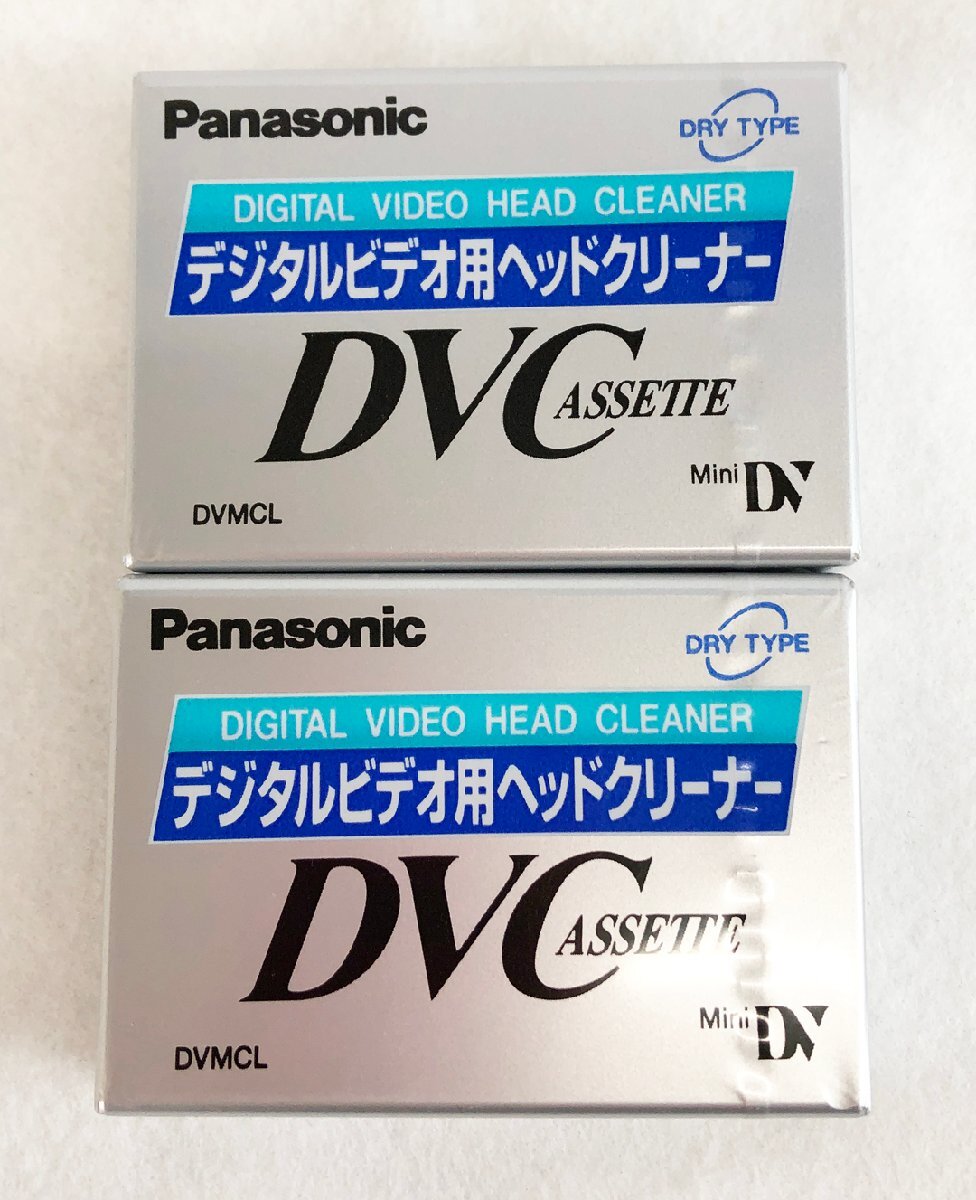 Panasonic
DRY TYPE
DIGITAL VIDEO HEAD CLEANER
デジタルビデオ用ヘッドクリーナー
DVCASSETTE
Mini DV
DVMCL
Panasonic
DRY TYPE
DIGITAL VIDEO HEAD CLEANER
デジタルビデオ用ヘッドクリーナー
DVCASSETTE
Mini DV
DVMCL